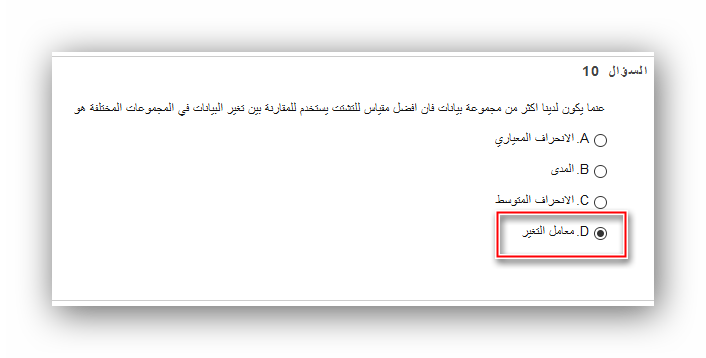 السؤال 10
عنما يكون لدينا اكثر من مجموعة بيانات فان افضل مقياس للتشتت يستخدم للمقارنة بين تغير البيانات في المجموعات المختلفة هو
A. الانحراف المعياري
B. المدى
C. الانحراف المتوسط
D. معامل التغير